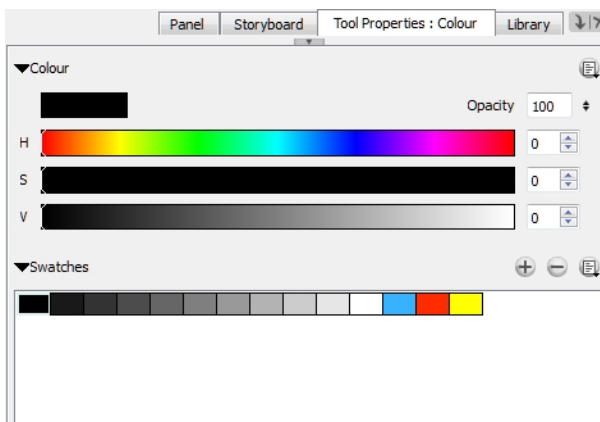 Panel Storyboard Tool Properties : Colour Library
Colour
Opacity 100
H 0
S 0
V 0
Swatches